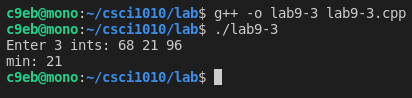 c9eb@mono:~/csci1010/lab$ g++ -o lab9-3 lab9-3.cpp
c9eb@mono:~/csci1010/lab$ ./lab9-3
Enter 3 ints: 68 21 96
min: 21
c9eb@mono:~/csci1010/lab$